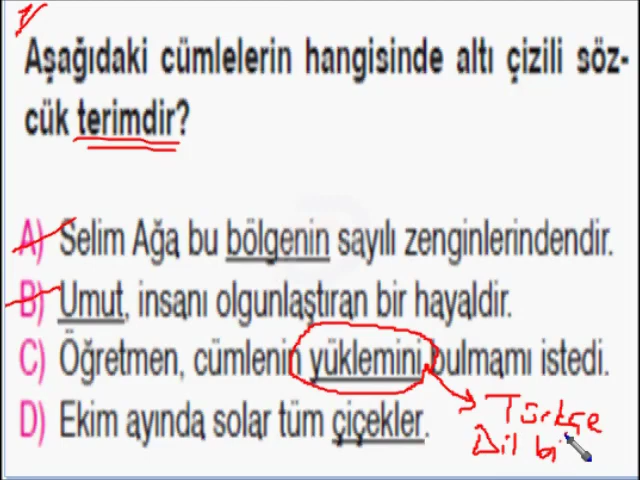 Aşağıdaki cümlelerin hangisinde altı çizili söz-
cük terimdir?
A) Selim Ağa bu bölgenin sayılı zenginlerindendir.
B) Umut, insanı olgunlaştıran bir hayaldir.
C) Öğretmen, cümlenin yüklemini bulmamı istedi.
D) Ekim ayında solar tüm çiçekler.
Türkçe
Dil bi